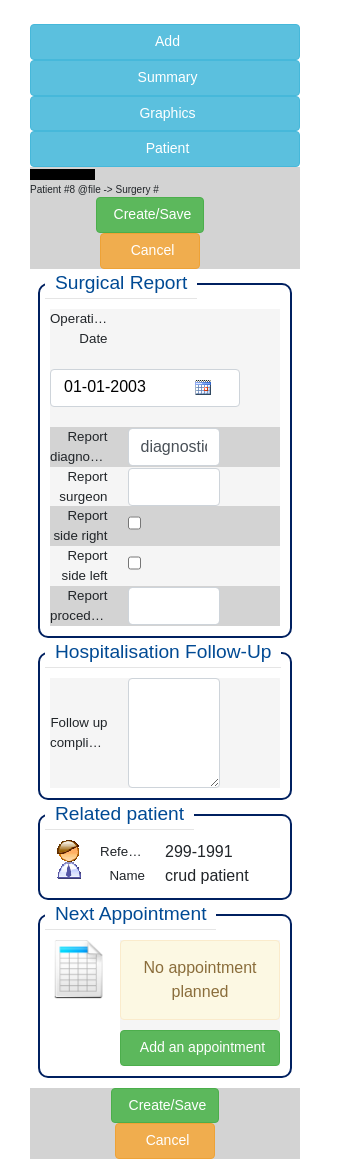 Add
Summary
Graphics
Patient
Patient #8 @file -> Surgery #
Create/Save
Cancel
Surgical Report
Operati...
Date
01-01-2003
Report
diagno...
diagnostic
Report
surgeon
Report
side right
Report
side left
Report
proced...
Hospitalisation Follow-Up
Follow up
compli...
Related patient
Refe... 299-1991
Name crud patient
Next Appointment
No appointment
planned
Add an appointment
Create/Save
Cancel